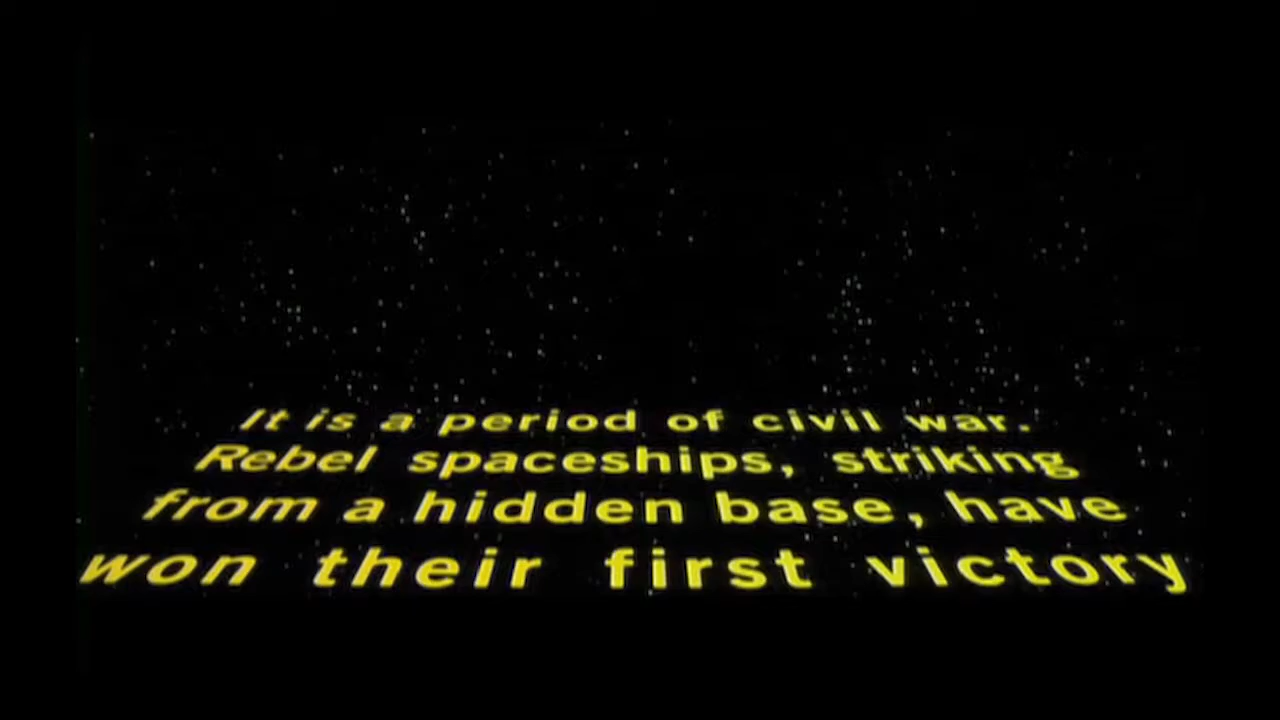 It is a period of civil war.
Rebel spaceships, striking
from a hidden base, have
won their first victory